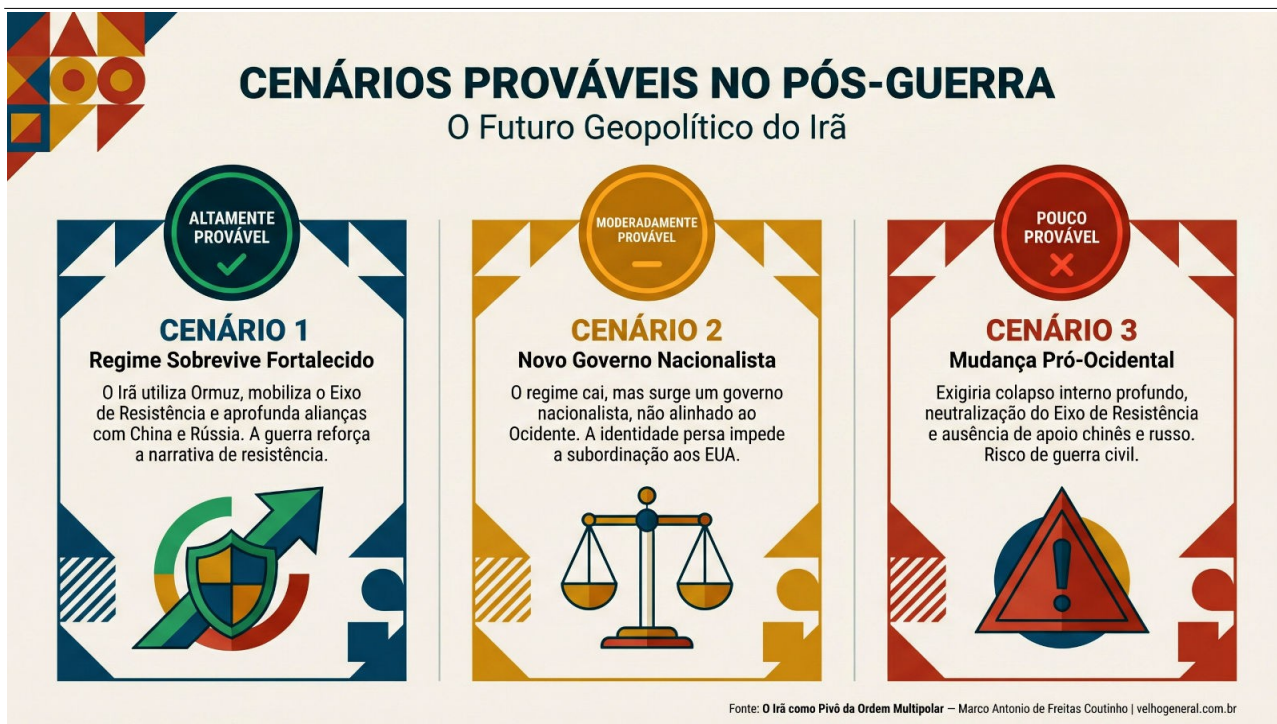 CENÁRIOS PROVÁVEIS NO PÓS-GUERRA
O Futuro Geopolítico do Irã
ALTAMENTE
PROVÁVEL
CENÁRIO 1
Regime Sobrevive Fortalecido
O Irã utiliza Ormuz, mobiliza o Eixo
de Resistência e aprofunda alianças
com China e Rússia. A guerra reforça
a narrativa de resistência.
MODERADAMENTE
PROVÁVEL
CENÁRIO 2
Novo Governo Nacionalista
O regime cai, mas surge um governo
nacionalista, não alinhado ao
Ocidente. A identidade persa impede
a subordinação aos EUA.
POUCO
PROVÁVEL
CENÁRIO 3
Mudança Pró-Ocidental
Exigiria colapso interno profundo,
neutralização do Eixo de Resistência
e ausência de apoio chinês e russo.
Risco de guerra civil.
Fonte: O Irã como Pivô da Ordem Multipolar — Marco Antonio de Freitas Coutinho | velhogeneral.com.br